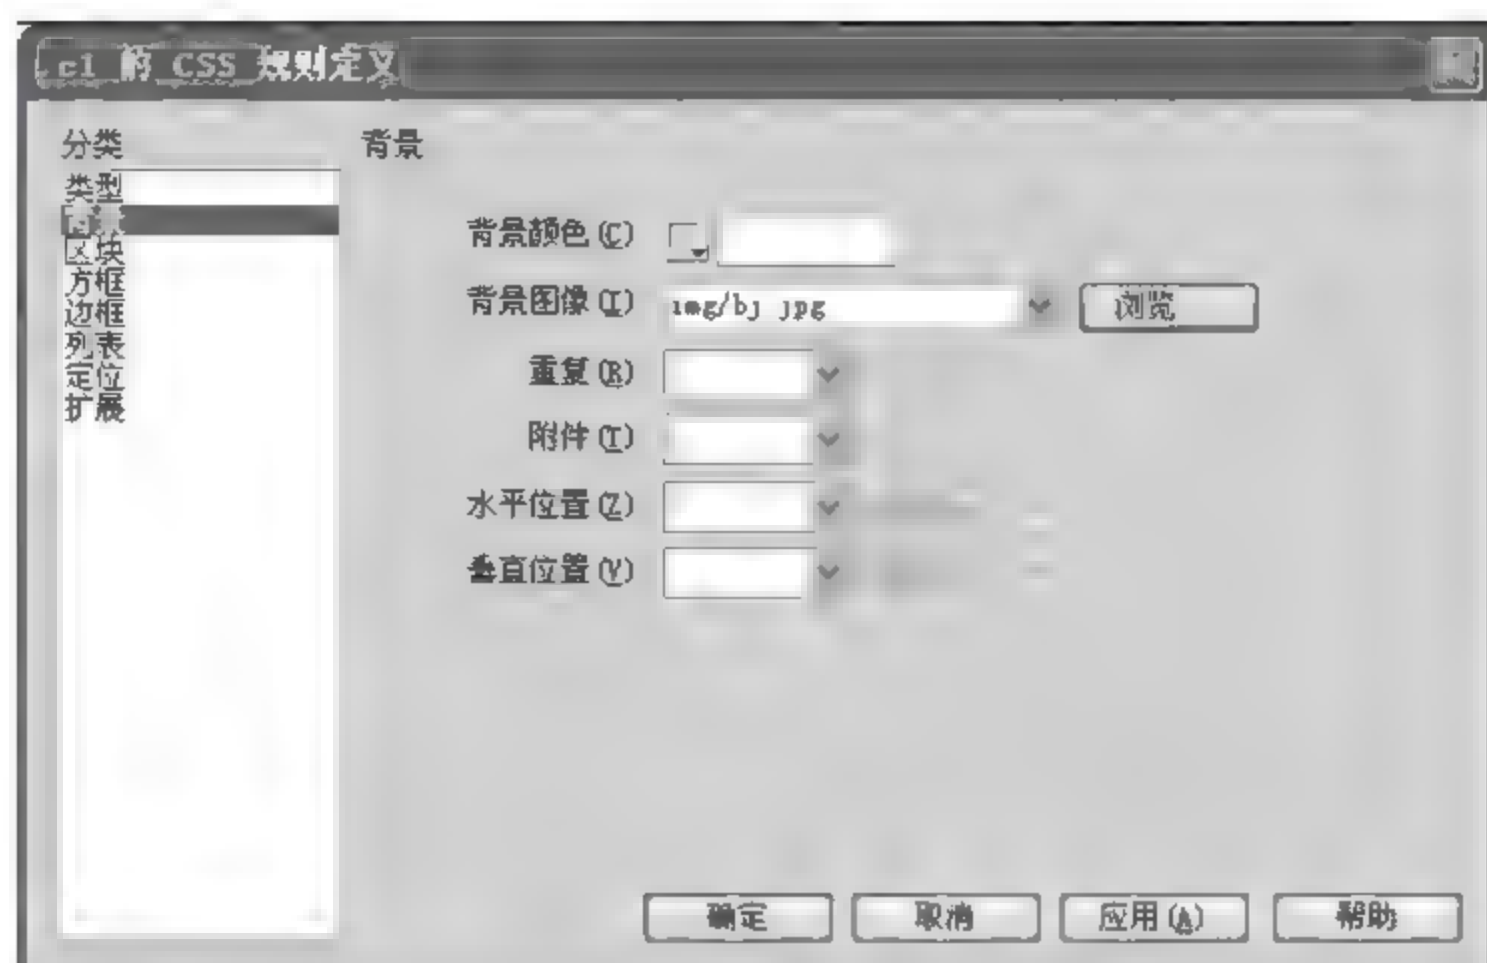 .c1 的 CSS 规则定义
分类
背景
类型
背景
区块
方框
边框
列表
定位
扩展
背景颜色(C)
背景图像(I) img/bj jpg 浏览
重复(R)
附件(T)
水平位置(Z)
垂直位置(V)
确定 取消 应用(A) 帮助